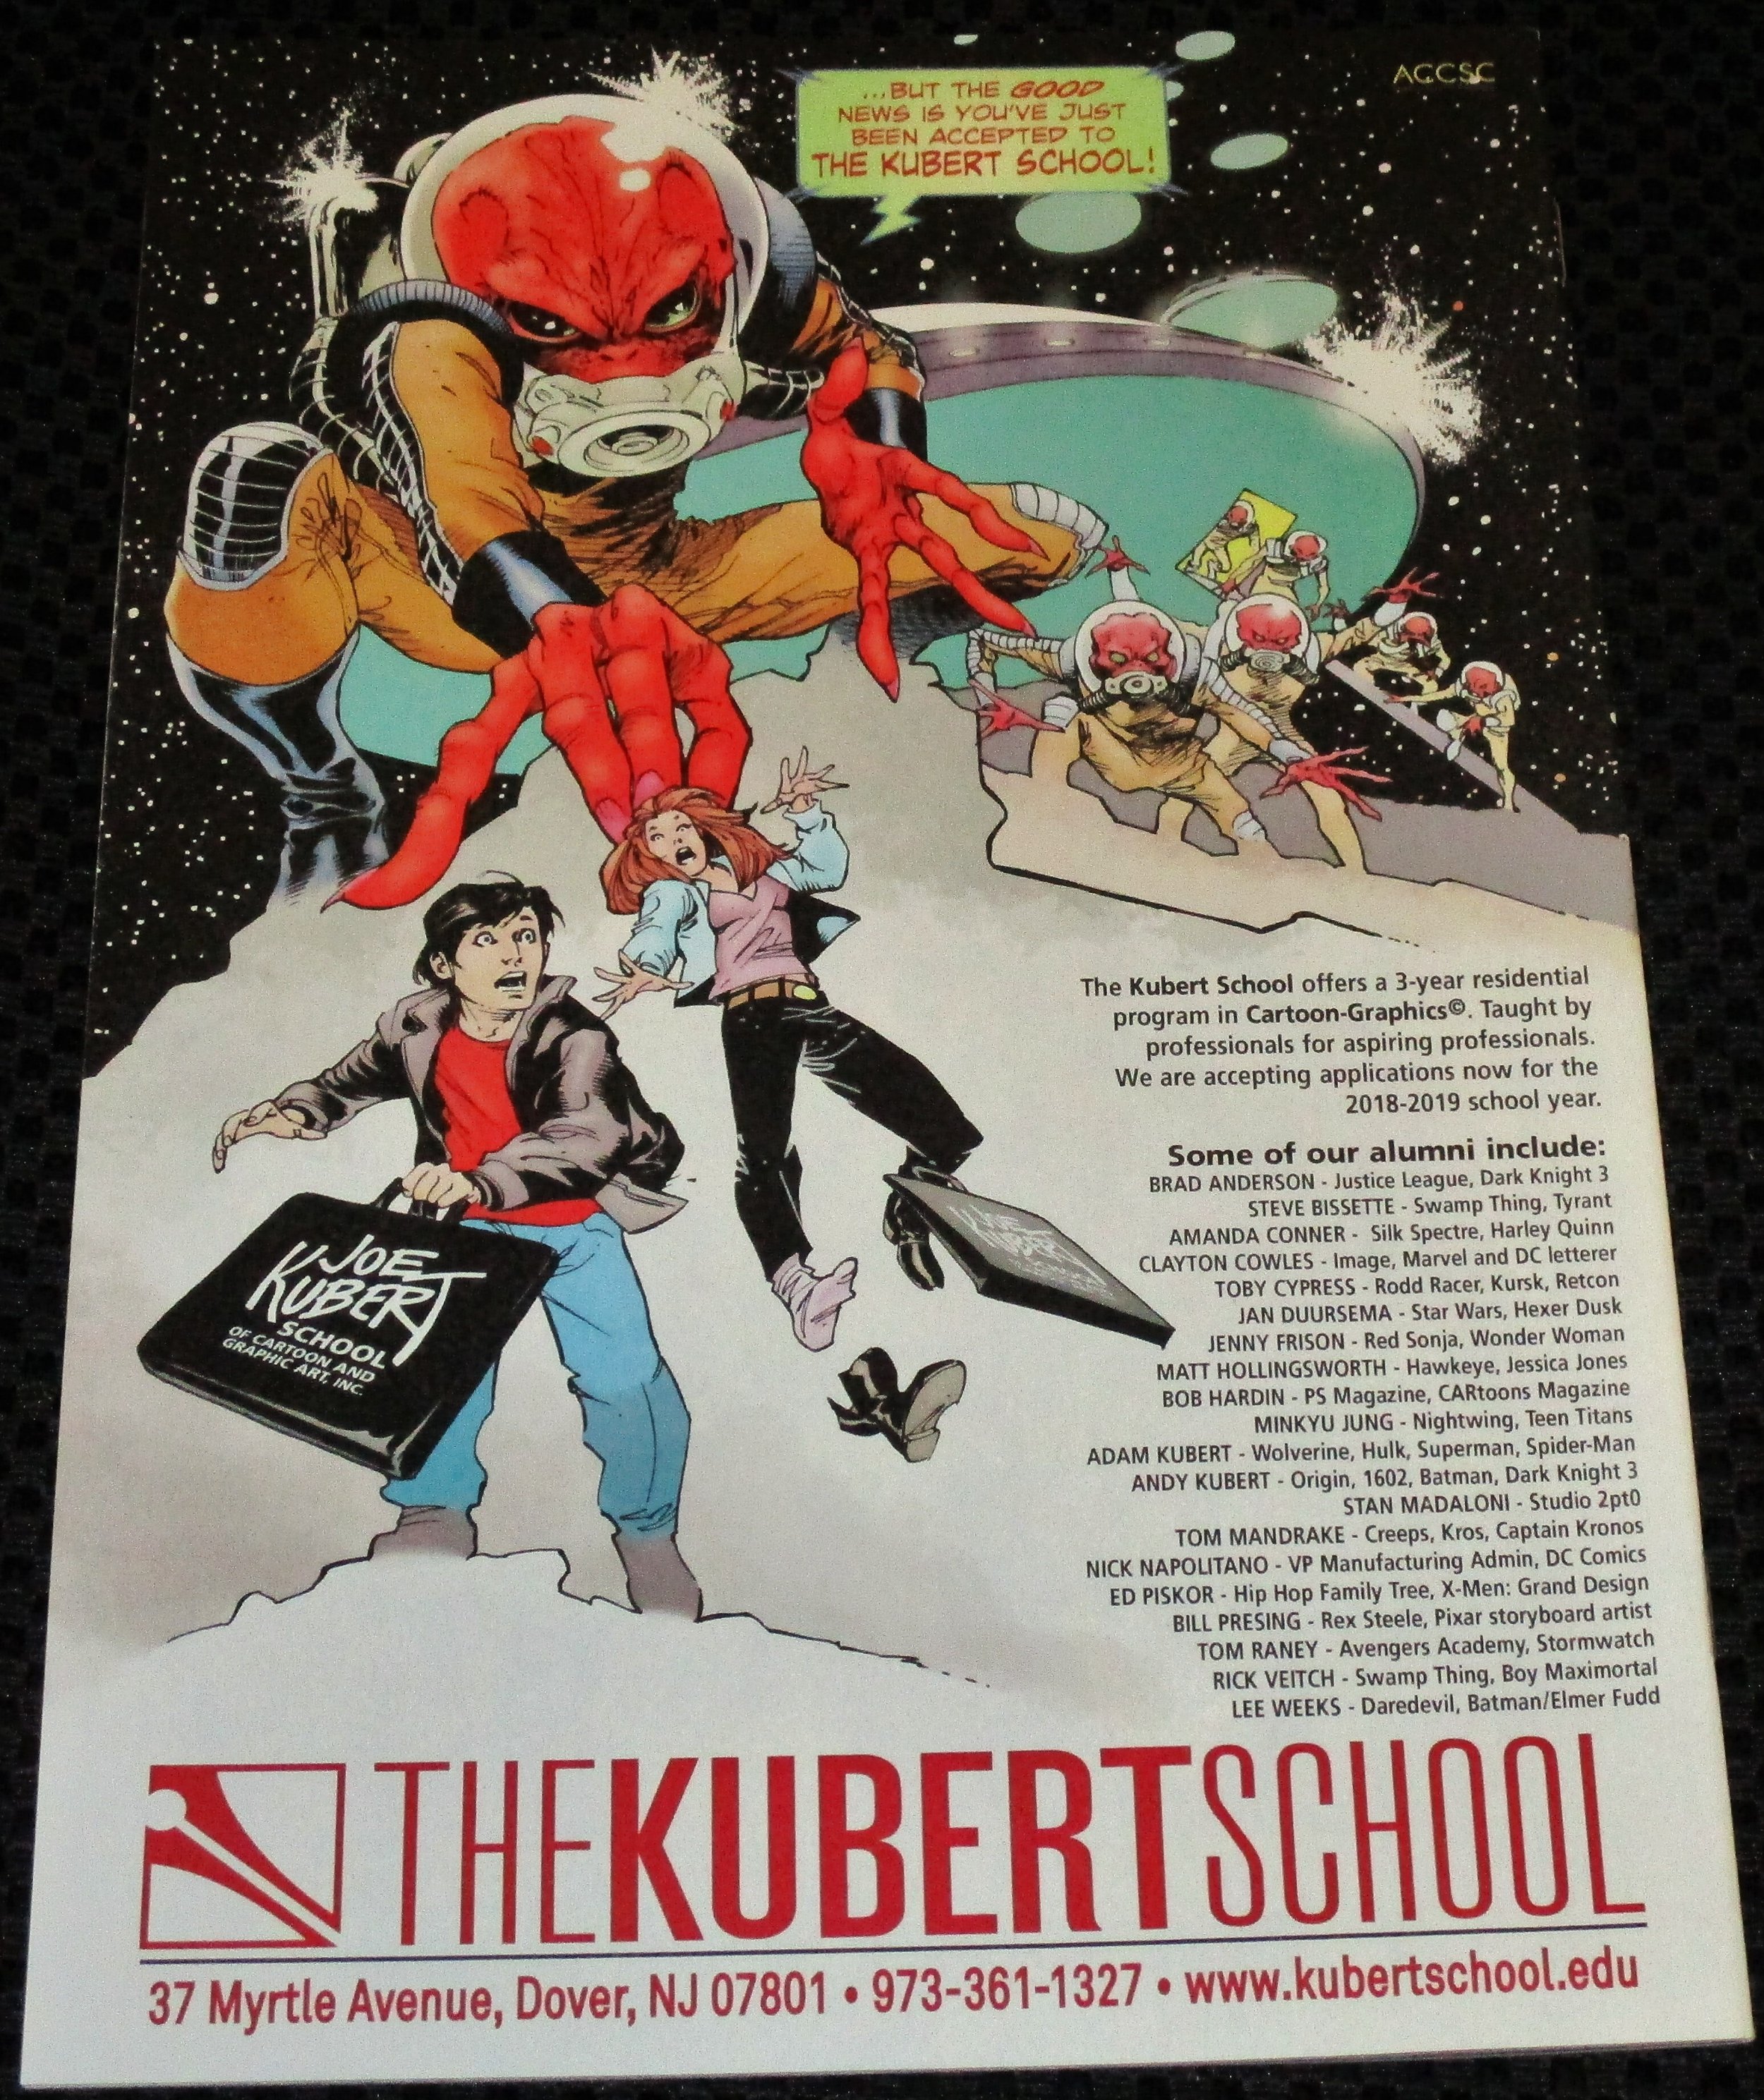 ACCSC
...BUT THE GOOD
NEWS IS YOU'VE JUST
BEEN ACCEPTED TO
THE KUBERT SCHOOL!
The Kubert School offers a 3-year residential
program in Cartoon-Graphics©. Taught by
professionals for aspiring professionals.
We are accepting applications now for the
2018-2019 school year.
Some of our alumni include:
BRAD ANDERSON - Justice League, Dark Knight 3
STEVE BISSETTE - Swamp Thing, Tyrant
AMANDA CONNER - Silk Spectre, Harley Quinn
CLAYTON COWLES - Image, Marvel and DC letterer
TOBY CYPRESS - Rodd Racer, Kursk, Retcon
JAN DUURSEMA - Star Wars, Hexer Dusk
JENNY FRISON - Red Sonja, Wonder Woman
MATT HOLLINGSWORTH - Hawkeye, Jessica Jones
BOB HARDIN - PS Magazine, CARtoons Magazine
MINKYU JUNG - Nightwing, Teen Titans
ADAM KUBERT - Wolverine, Hulk, Superman, Spider-Man
ANDY KUBERT - Origin, 1602, Batman, Dark Knight 3
STAN MADALONI - Studio 2pt0
TOM MANDRAKE - Creeps, Kros, Captain Kronos
NICK NAPOLITANO - VP Manufacturing Admin, DC Comics
ED PISKOR - Hip Hop Family Tree, X-Men: Grand Design
BILL PRESING - Rex Steele, Pixar storyboard artist
TOM RANEY - Avengers Academy, Stormwatch
RICK VEITCH - Swamp Thing, Boy Maximortal
LEE WEEKS - Daredevil, Batman/Elmer Fudd
JOE
KUBERT
SCHOOL
OF CARTOON AND
GRAPHIC ART, INC.
JOE
KUBERT
THEKUBERTSCHOOL
37 Myrtle Avenue, Dover, NJ 07801 • 973-361-1327 • www.kubertschool.edu